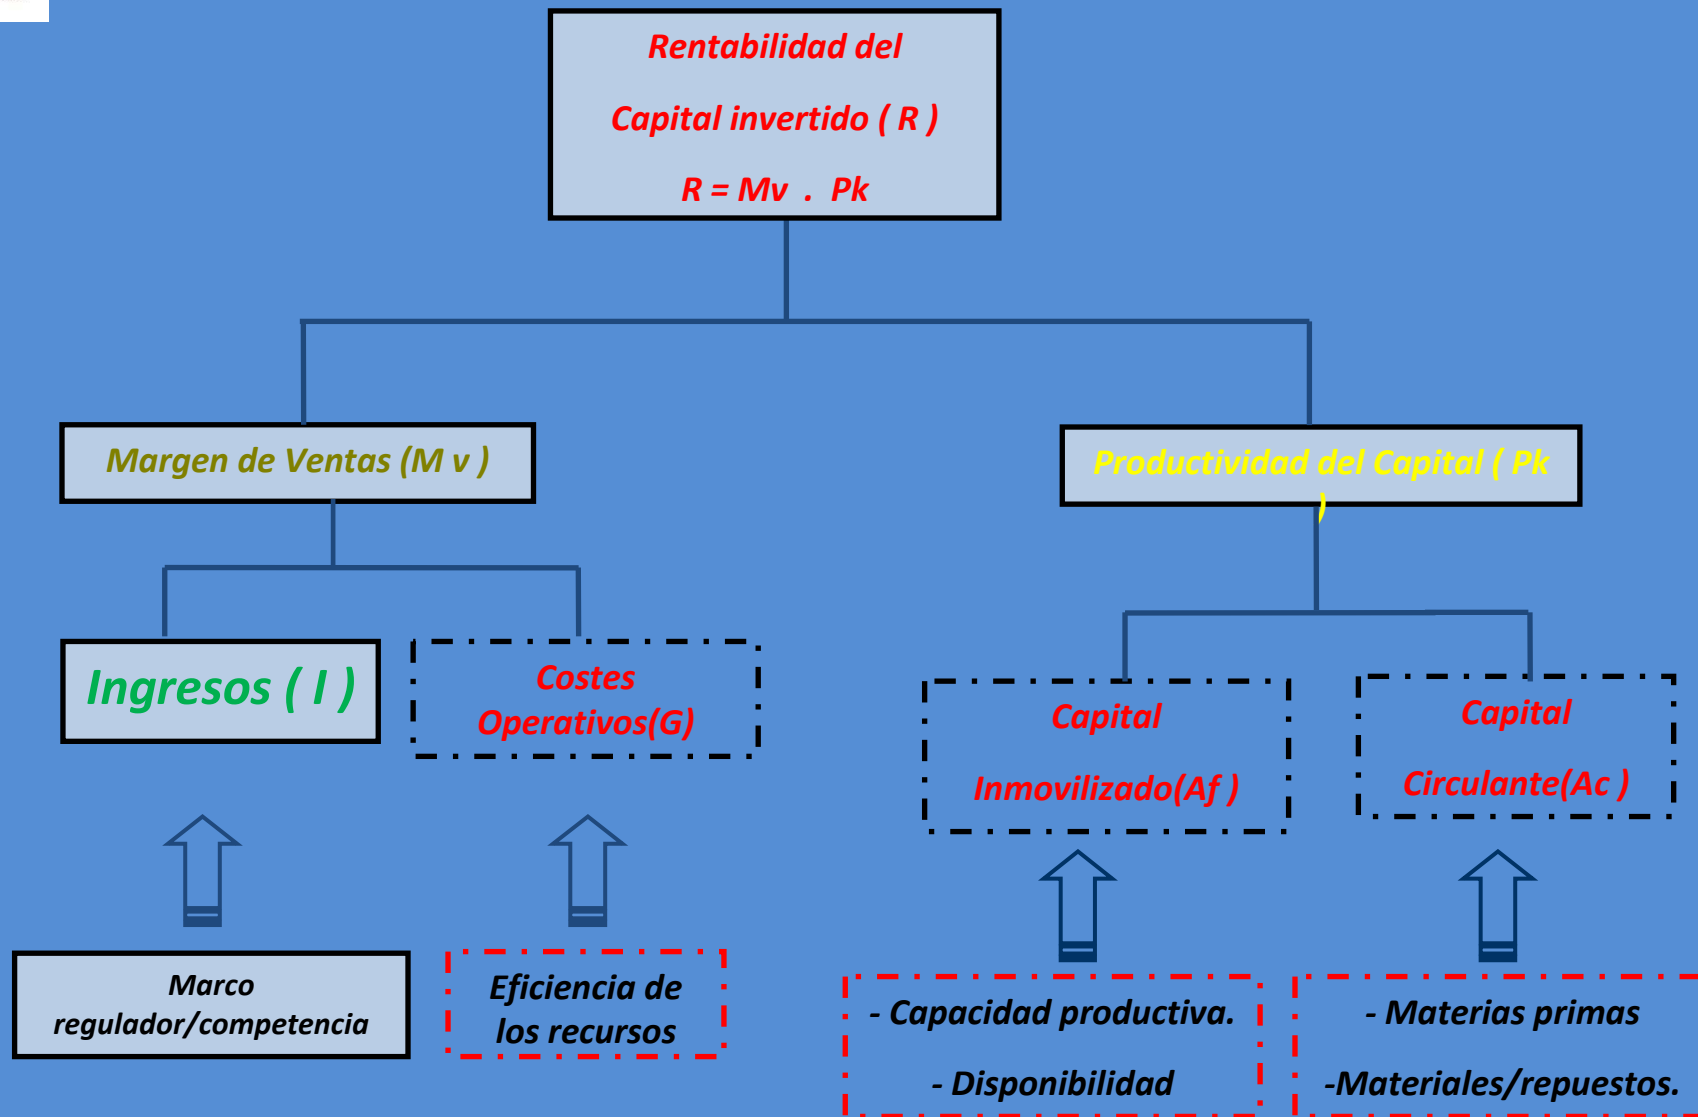 Rentabilidad del
Capital invertido ( R )
R = Mv . Pk
Margen de Ventas (M v )
Productividad del Capital ( Pk
)
Ingresos ( I )
Costes
Operativos(G)
Capital
Inmovilizado(Af )
Capital
Circulante(Ac )
Marco
regulador/competencia
Eficiencia de
los recursos
- Capacidad productiva.
- Disponibilidad
- Materias primas
-Materiales/repuestos.